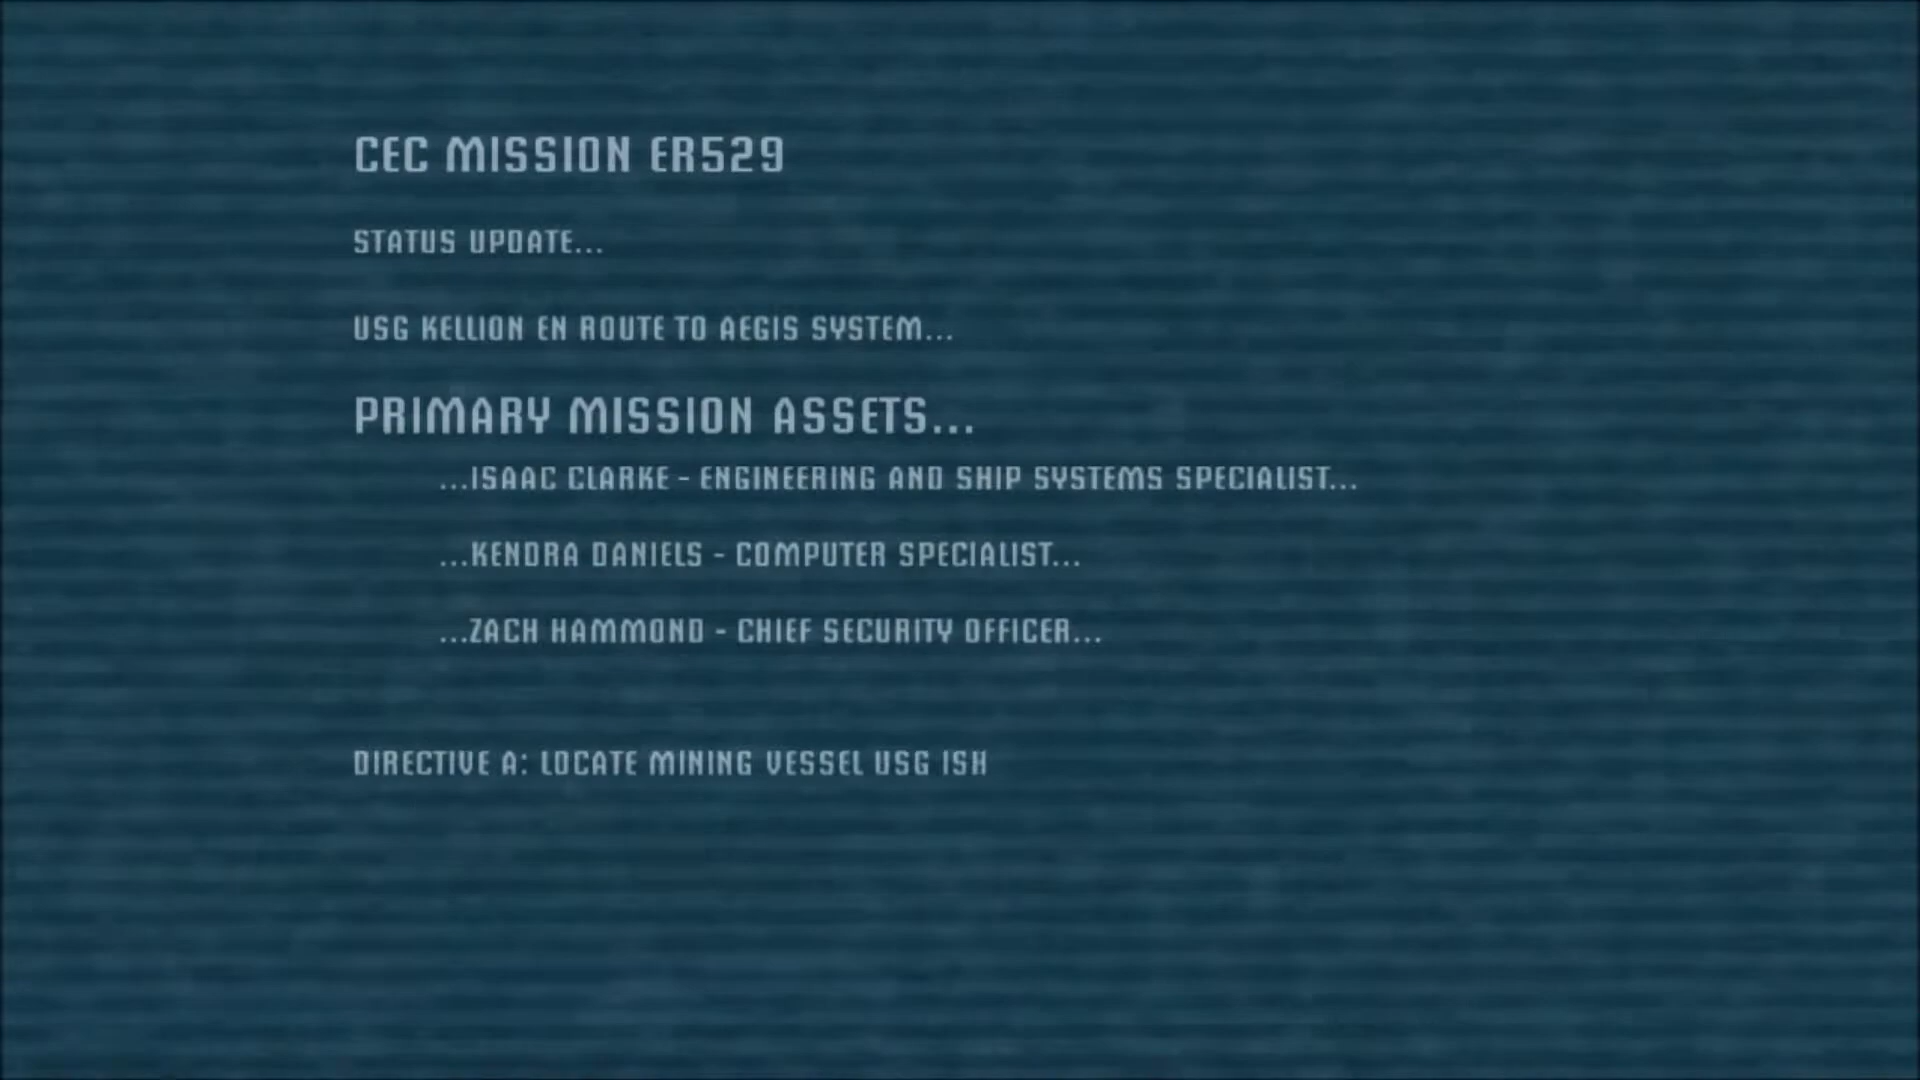 CEC MISSION ER529
STATUS UPDATE...
USG KELLION EN ROUTE TO AEGIS SYSTEM...
PRIMARY MISSION ASSETS...
...ISAAC CLARKE - ENGINEERING AND SHIP SYSTEMS SPECIALIST...
...KENDRA DANIELS - COMPUTER SPECIALIST...
...ZACH HAMMOND - CHIEF SECURITY OFFICER...
DIRECTIVE A: LOCATE MINING VESSEL USG ISH